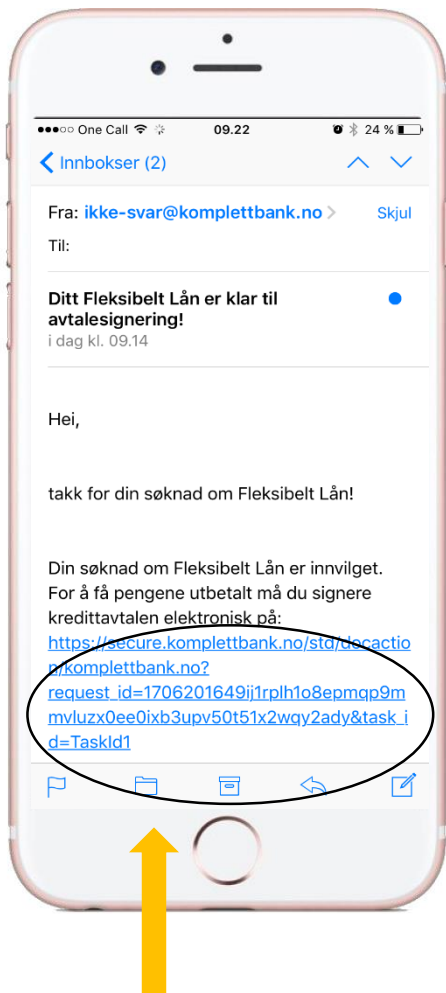 One Call 09.22 24 %
Innbokser (2)
Fra: ikke-svar@komplettbank.no Skjul
Til:
Ditt Fleksibelt Lån er klar til
avtalesignering!
i dag kl. 09.14
Hei,
takk for din søknad om Fleksibelt Lån!
Din søknad om Fleksibelt Lån er innvilget.
For å få pengene utbetalt må du signere
kredittavtalen elektronisk på:
https://secure.komplettbank.no/std/docactio
n/komplettbank.no?
request_id=1706201649ij1rplh1o8epmqp9m
mvluzx0ee0ixb3upv50t51x2wqy2ady&task_i
d=TaskId1